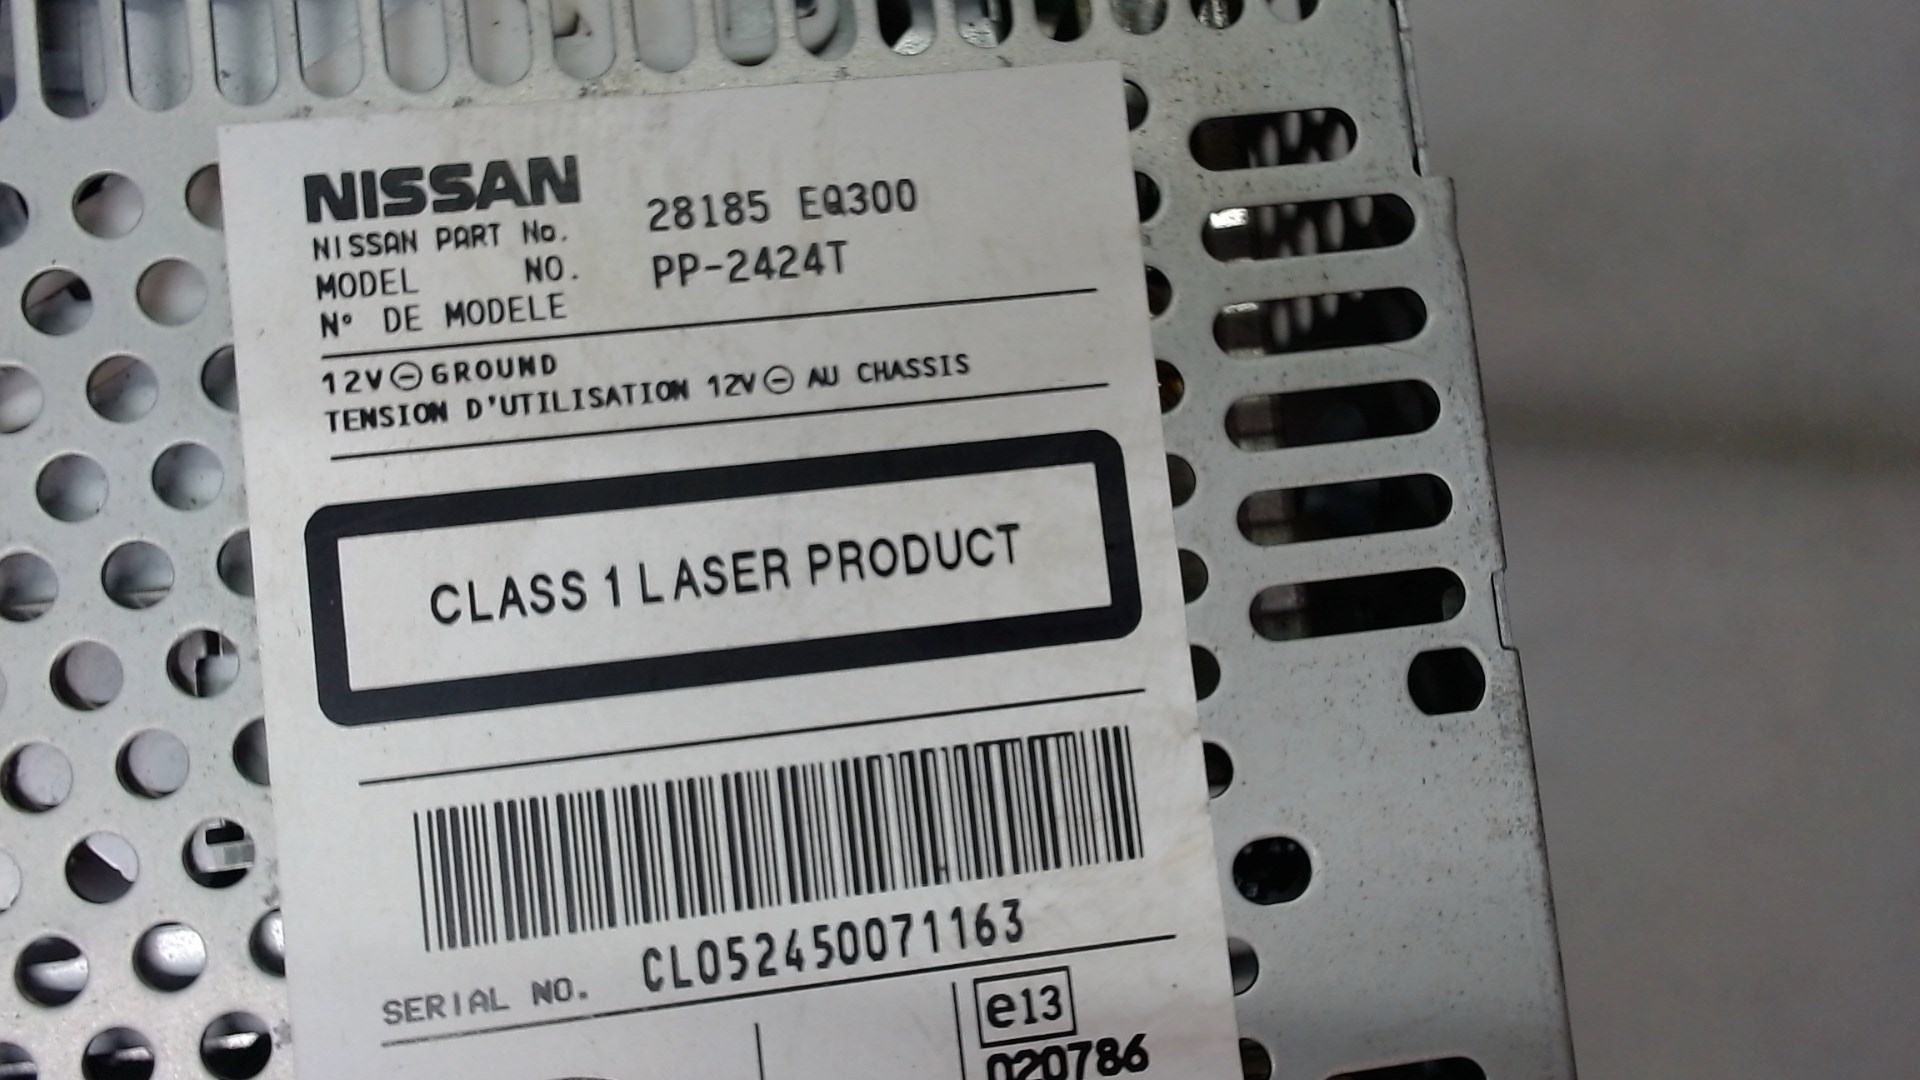 NISSAN
NISSAN PART No. 28185 EQ300
MODEL NO. PP-2424T
N° DE MODELE
12V⊖GROUND
TENSION D'UTILISATION 12V⊖ AU CHASSIS
CLASS 1 LASER PRODUCT
SERIAL NO. CL052450071163
e13
020786